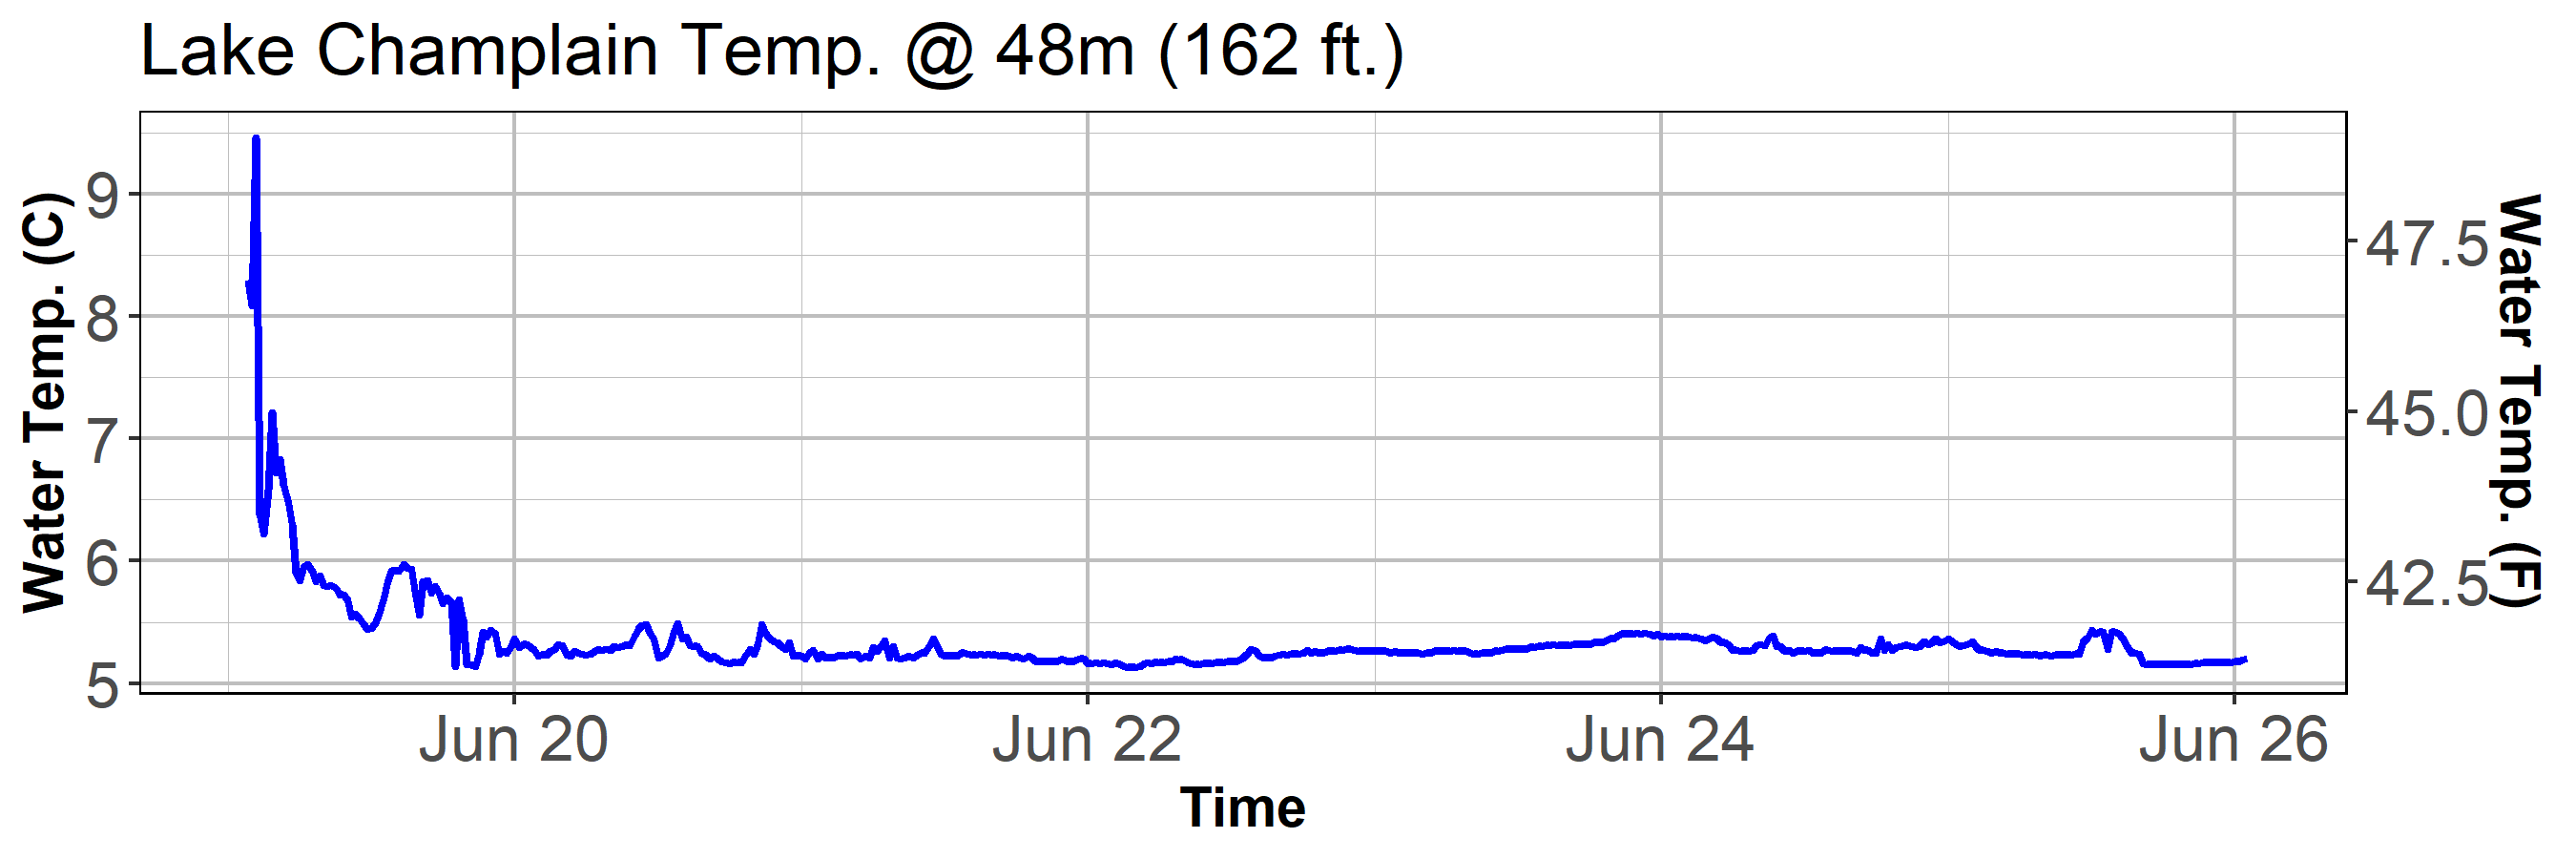 Lake Champlain Temp. @ 48m (162 ft.)
Water Temp. (C)
9
8
7
6
5
47.5
45.0
42.5
Water Temp. (F)
Jun 20 Jun 22 Jun 24 Jun 26
Time